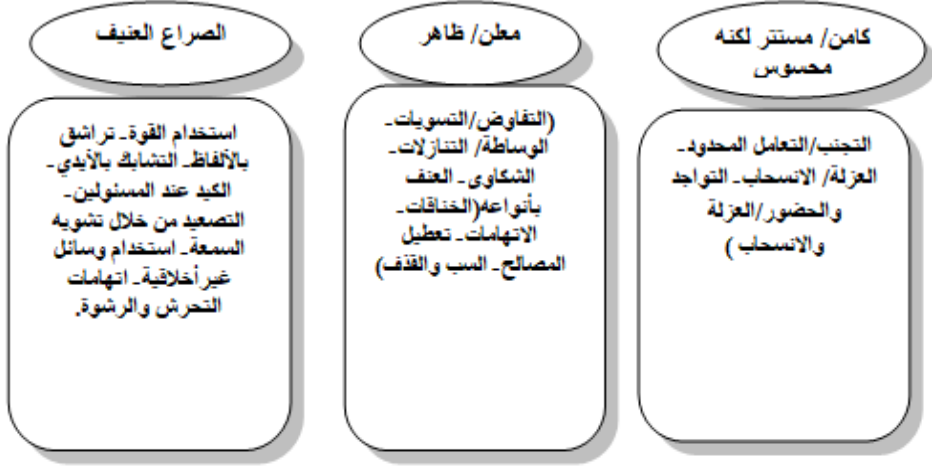 كامن/ مستتر لكنه
محسوس
التجنب/التعامل المحدود-
العزلة/ الانسحاب- التواجد
والحضور/العزلة
والانسحاب )
معلن/ ظاهر
(التفاوض/التسويات-
الوساطة/ التنازلات-
الشكاوى- العنف
بأنواعه(الخناقات-
الاتهامات- تعطيل
المصالح- السب والقذف)
الصراع العنيف
استخدام القوة- تراشق
بالألفاظ- التشابك بالأيدي-
الكيد عند المسئولين-
التصعيد من خلال تشويه
السمعة- استخدام وسائل
غير أخلاقية- اتهامات
التحرش والرشوة.